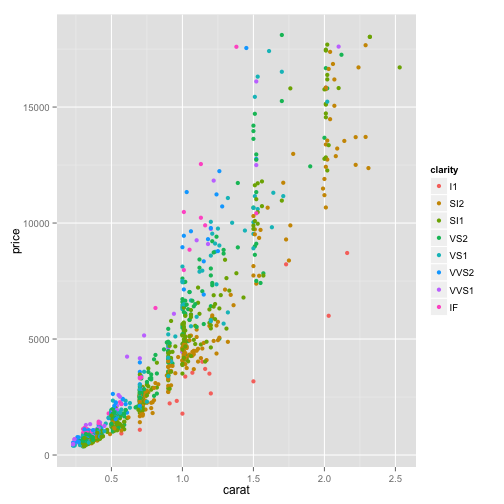 15000
10000
5000
0
price
0.5 1.0 1.5 2.0 2.5
carat
clarity
I1
SI2
SI1
VS2
VS1
VVS2
VVS1
IF